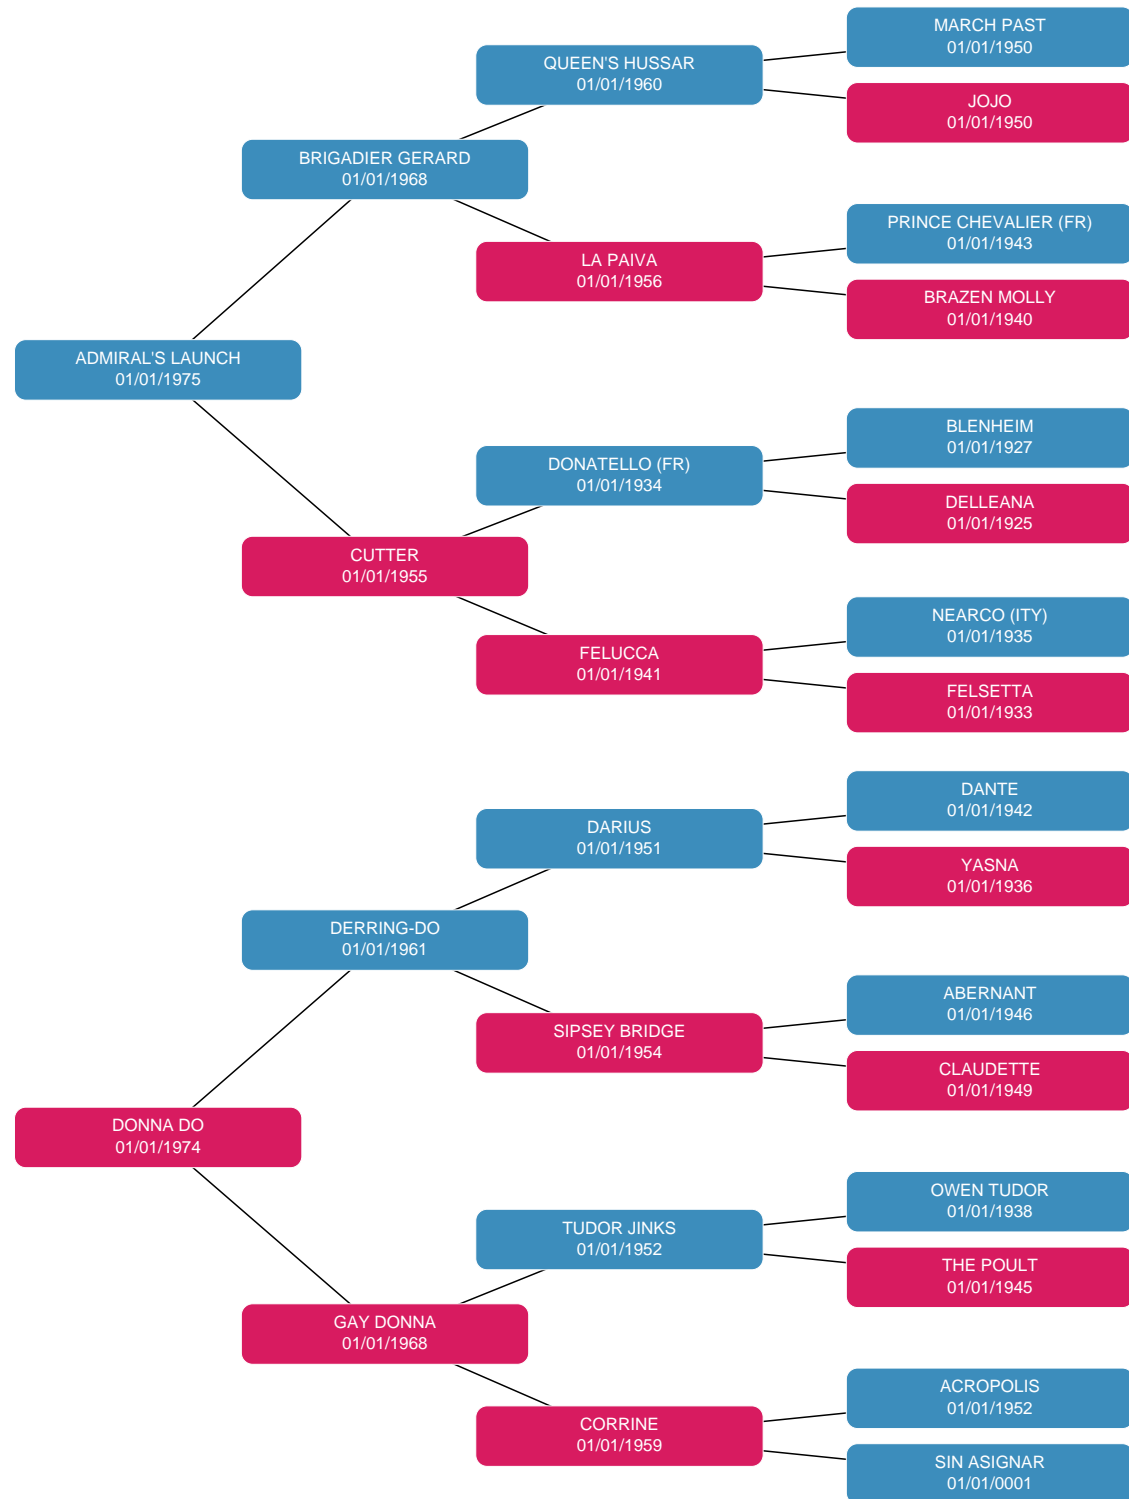 MARCH PAST
01/01/1950
QUEEN'S HUSSAR
01/01/1960
JOJO
01/01/1950
BRIGADIER GERARD
01/01/1968
PRINCE CHEVALIER (FR)
01/01/1943
LA PAIVA
01/01/1956
BRAZEN MOLLY
01/01/1940
ADMIRAL'S LAUNCH
01/01/1975
BLENHEIM
01/01/1927
DONATELLO (FR)
01/01/1934
DELLEANA
01/01/1925
CUTTER
01/01/1955
NEARCO (ITY)
01/01/1935
FELUCCA
01/01/1941
FELSETTA
01/01/1933
DANTE
01/01/1942
DARIUS
01/01/1951
YASNA
01/01/1936
DERRING-DO
01/01/1961
ABERNANT
01/01/1946
SIPSEY BRIDGE
01/01/1954
CLAUDETTE
01/01/1949
DONNA DO
01/01/1974
OWEN TUDOR
01/01/1938
TUDOR JINKS
01/01/1952
THE POULT
01/01/1945
GAY DONNA
01/01/1968
ACROPOLIS
01/01/1952
CORRINE
01/01/1959
SIN ASIGNAR
01/01/0001